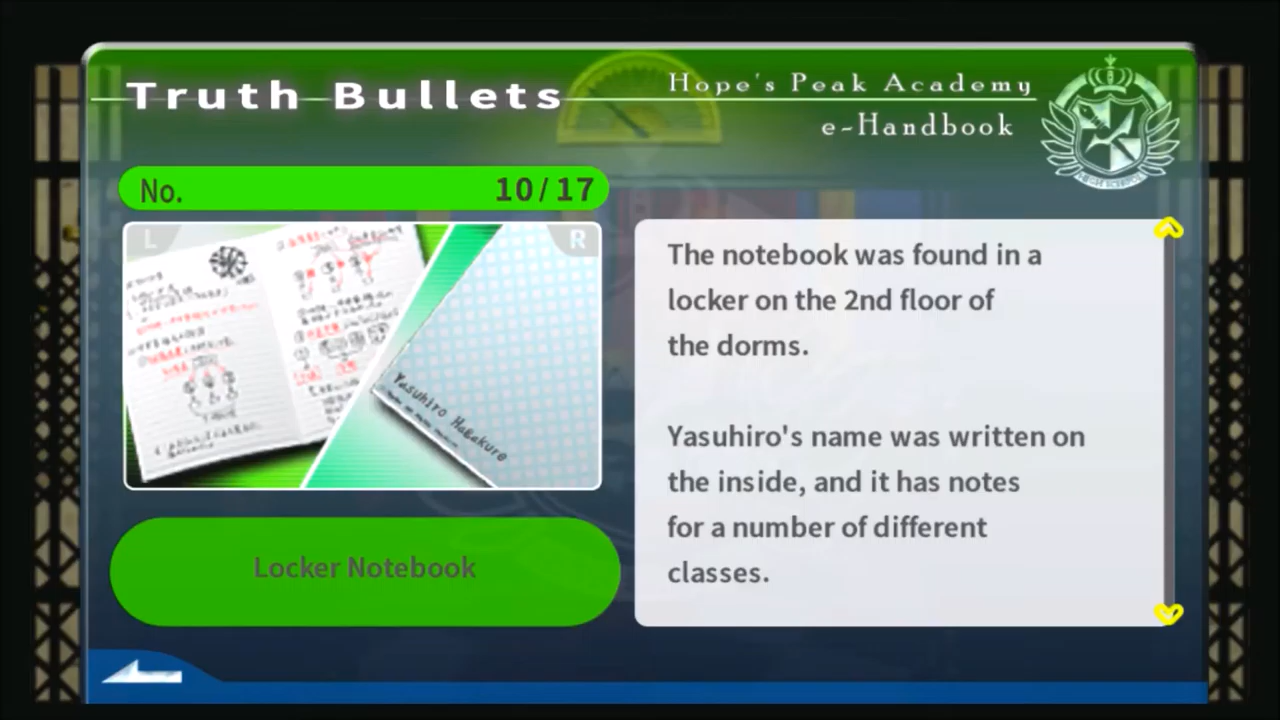 Truth Bullets
Hope's Peak Academy
e-Handbook
No.
10/17
L
R
Yasuhiro Hagakure
Locker Notebook
The notebook was found in a
locker on the 2nd floor of
the dorms.
Yasuhiro's name was written on
the inside, and it has notes
for a number of different
classes.